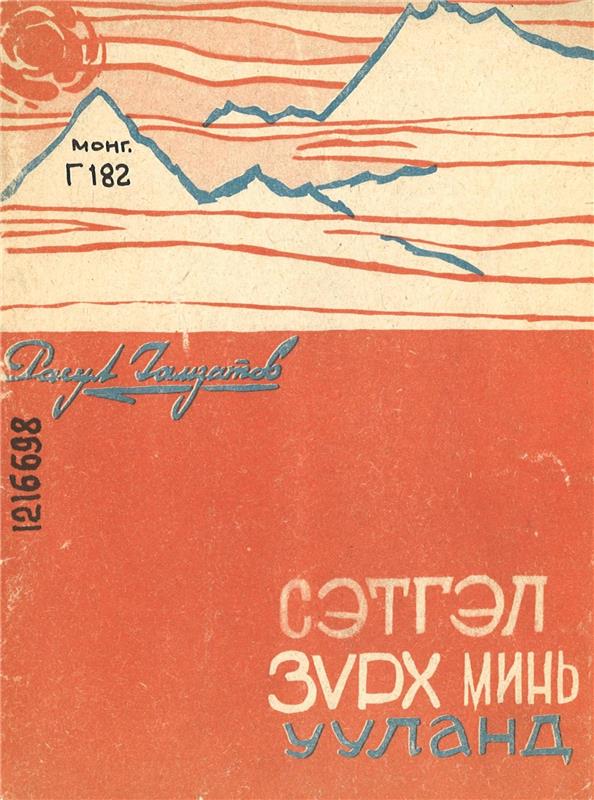 монг.
Г 182
Расул Гамзатов
1216698
СЭТГЭЛ
ЗҮРХ МИНЬ
УУЛАНД